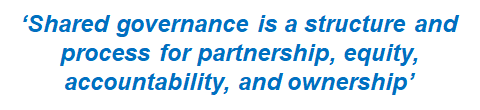 ‘Shared governance is a structure and
process for partnership, equity,
accountability, and ownership’